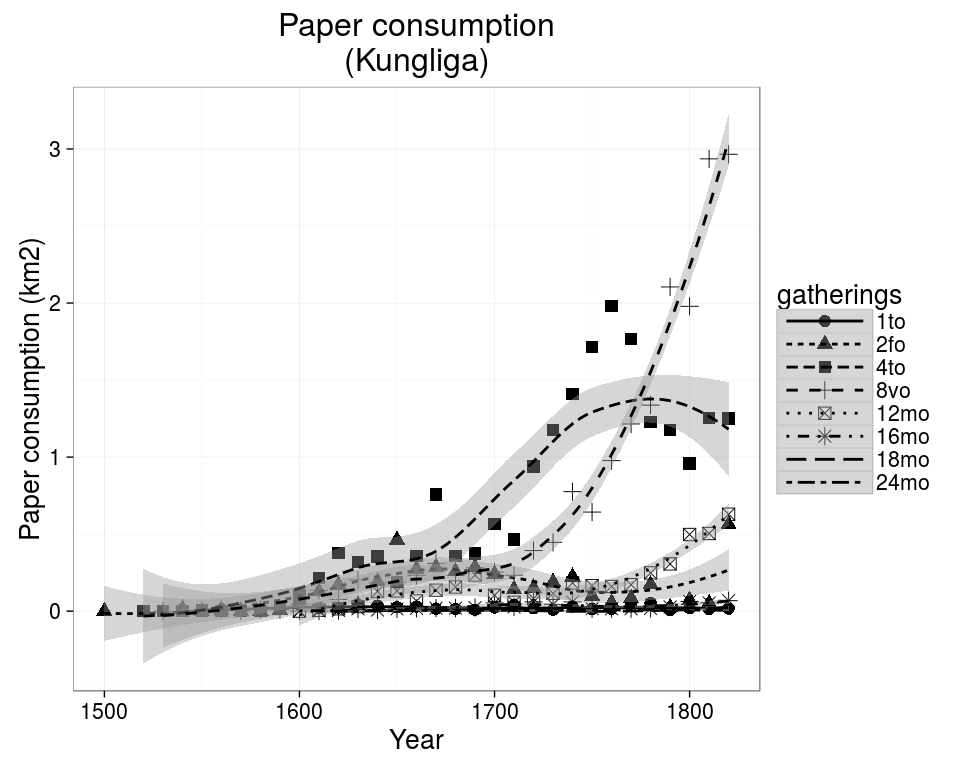 Paper consumption
(Kungliga)
Paper consumption (km2)
3
2
1
0
1500
1600
1700
1800
Year
gatherings
1to
2fo
4to
8vo
12mo
16mo
18mo
24mo